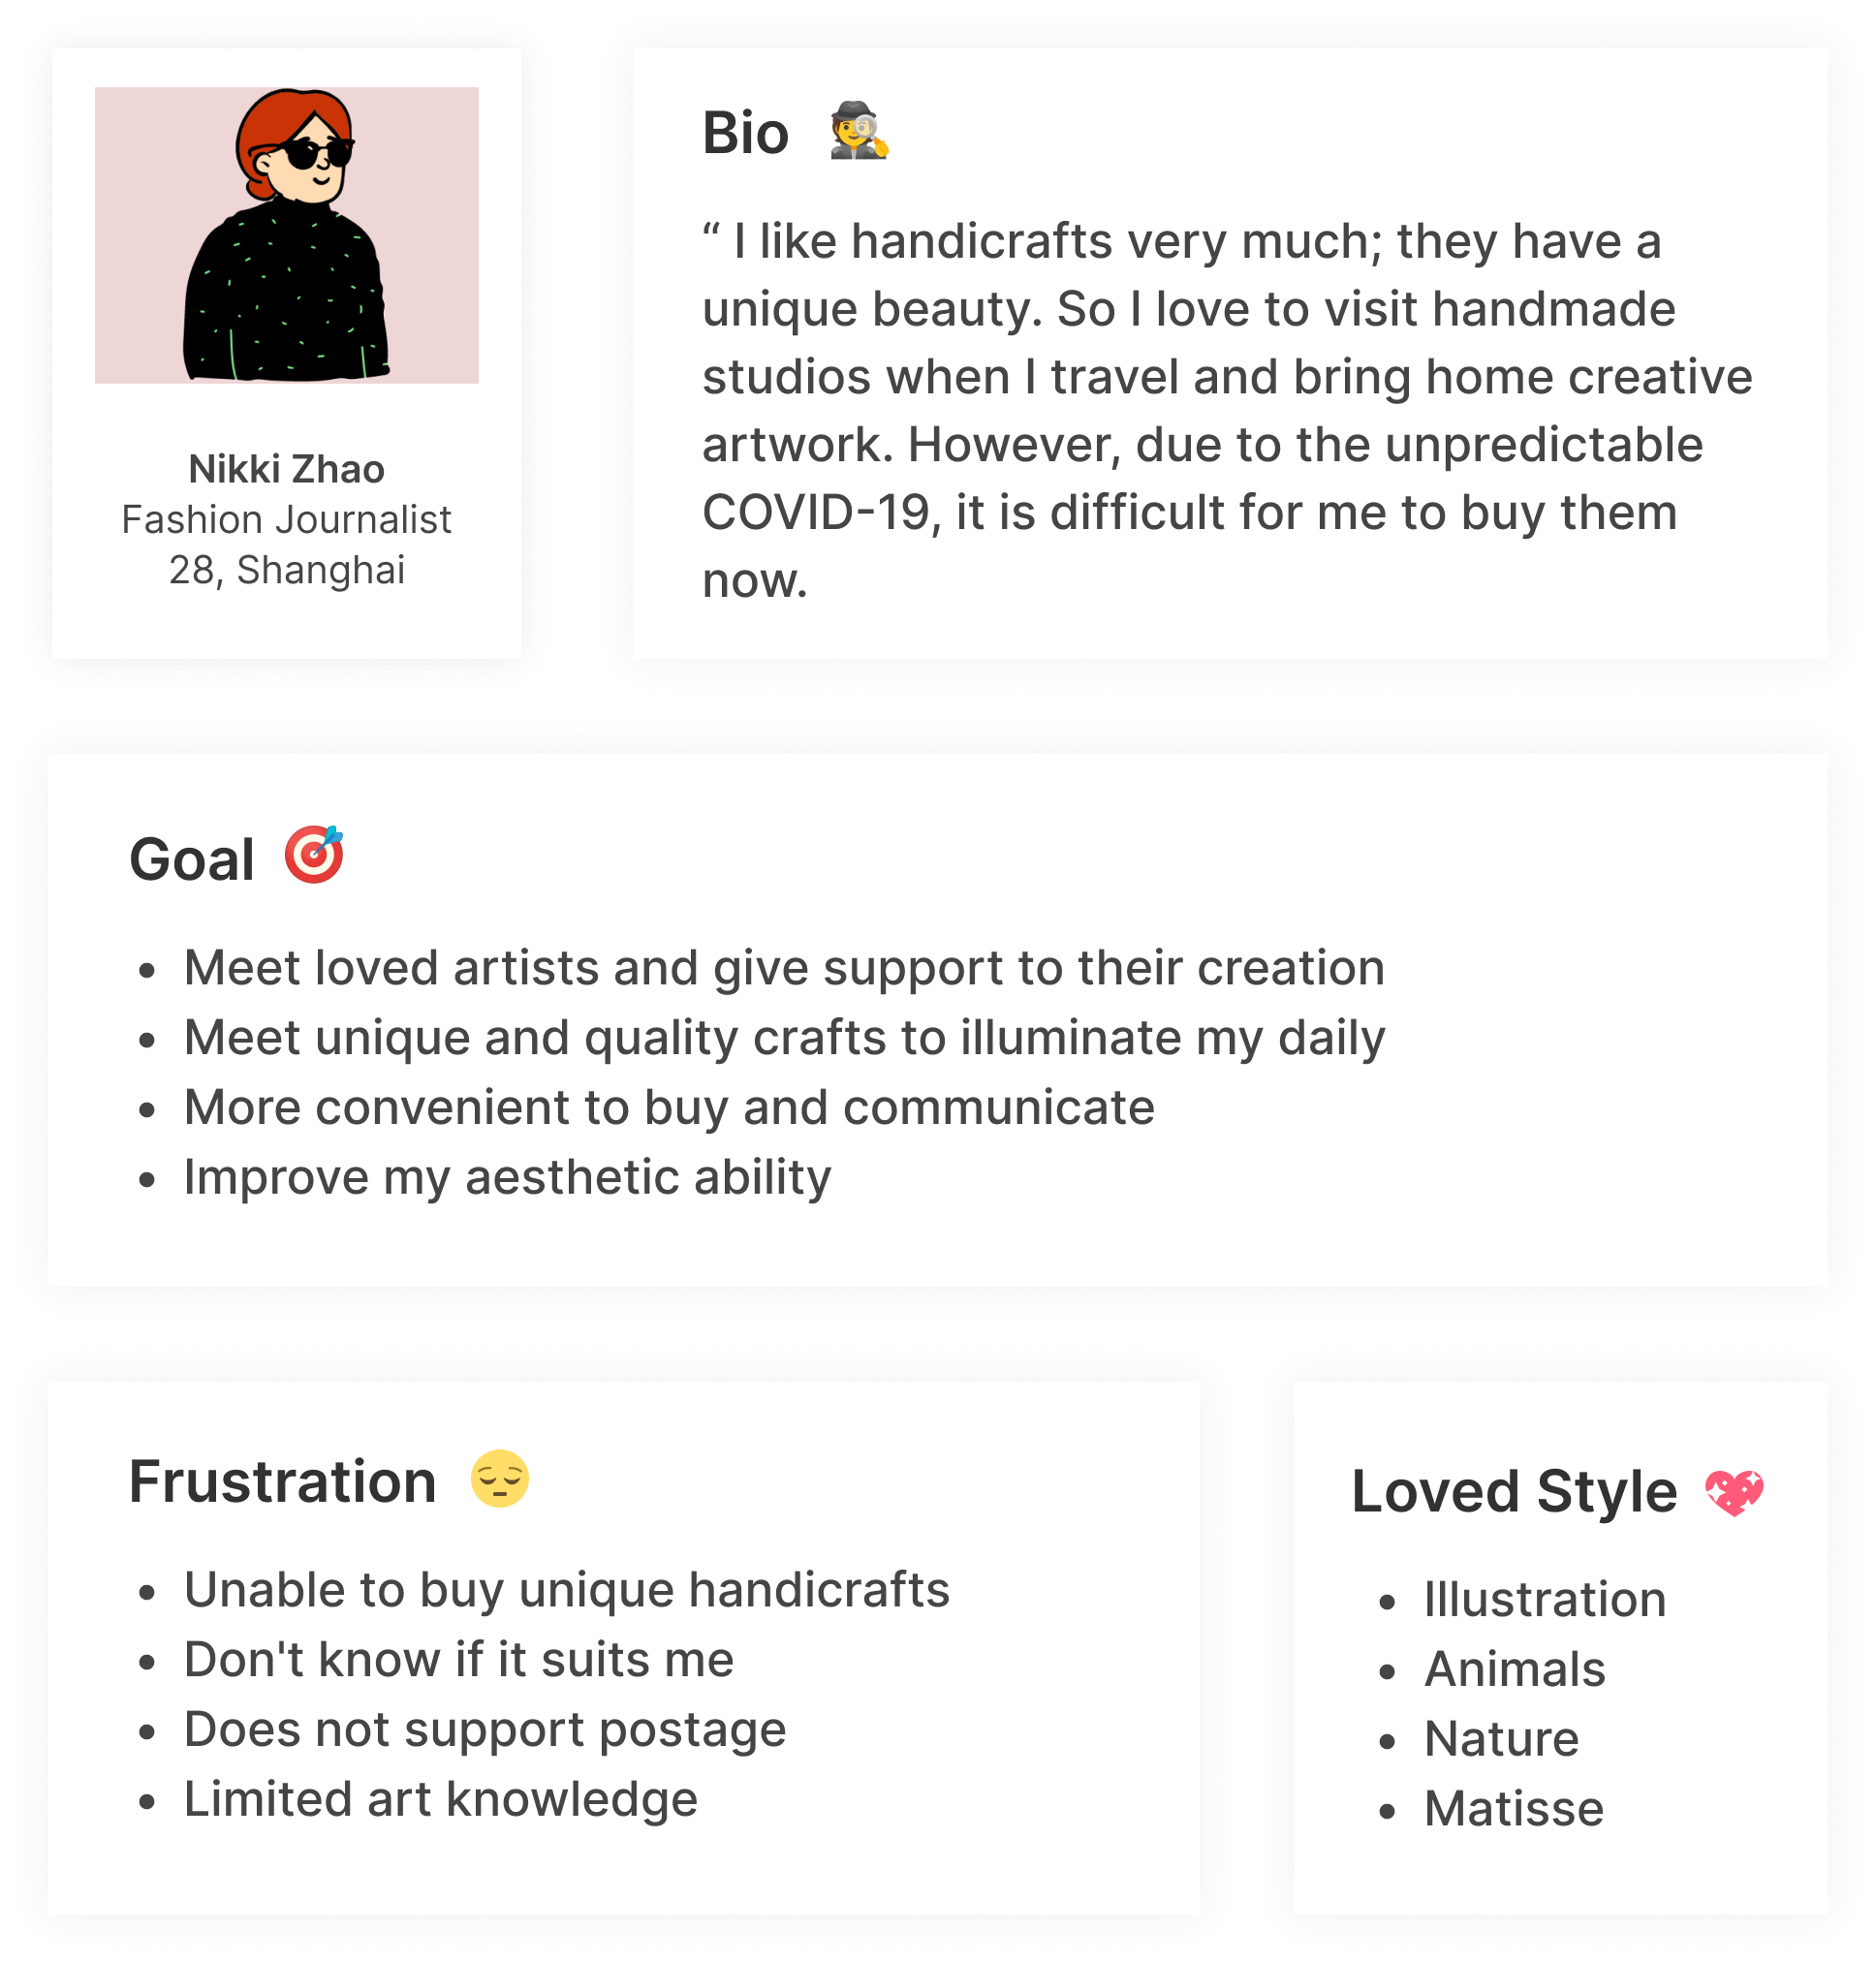 Nikki Zhao
Fashion Journalist
28, Shanghai
Bio
“ I like handicrafts very much; they have a
unique beauty. So I love to visit handmade
studios when I travel and bring home creative
artwork. However, due to the unpredictable
COVID-19, it is difficult for me to buy them
now.
Goal
• Meet loved artists and give support to their creation
• Meet unique and quality crafts to illuminate my daily
• More convenient to buy and communicate
• Improve my aesthetic ability
Frustration
• Unable to buy unique handicrafts
• Don't know if it suits me
• Does not support postage
• Limited art knowledge
Loved Style
• Illustration
• Animals
• Nature
• Matisse